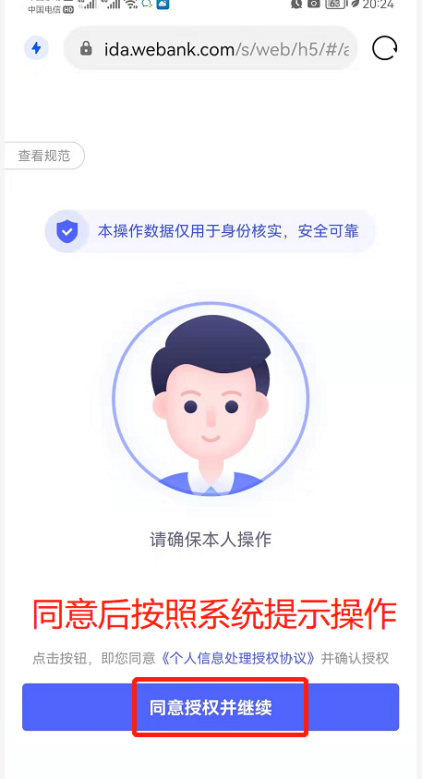 中国电信 HD
63
20:24
ida.webank.com/s/web/h5/#/a
查看规范
本操作数据仅用于身份核实，安全可靠
请确保本人操作
同意后按照系统提示操作
点击按钮，即您同意《个人信息处理授权协议》并确认授权
同意授权并继续